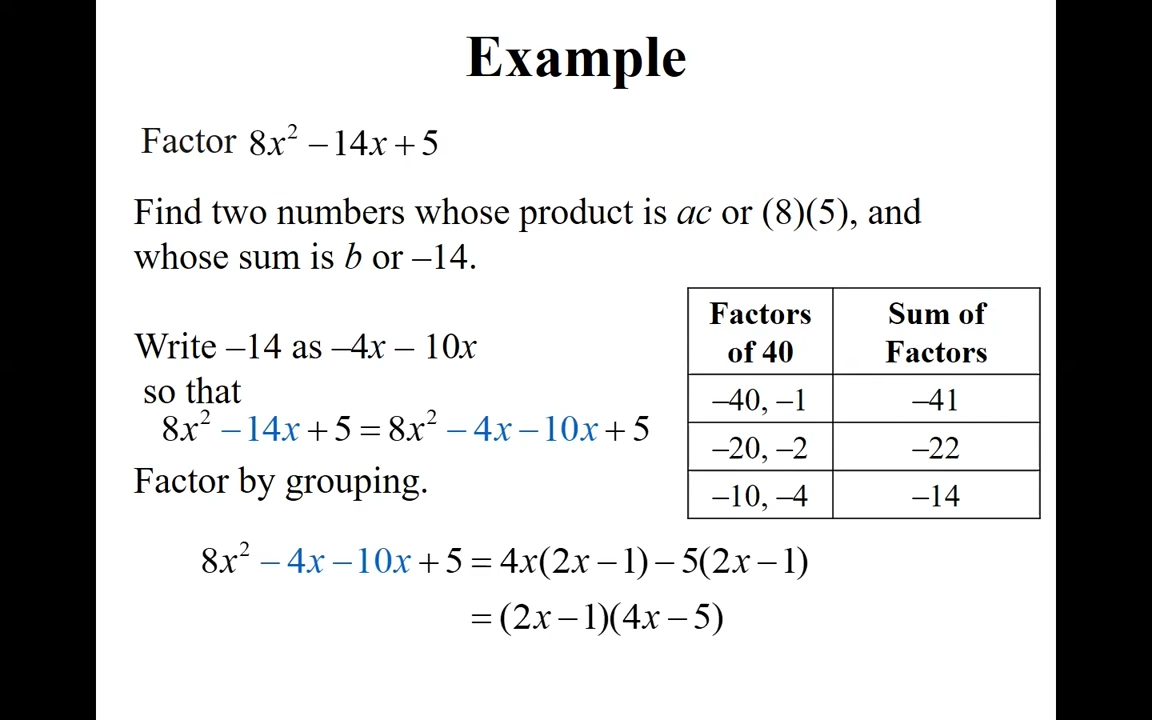 Example
Factor 8x² – 14x + 5
Find two numbers whose product is ac or (8)(5), and
whose sum is b or –14.
Write –14 as –4x – 10x
so that
8x² – 14x + 5 = 8x² – 4x – 10x + 5
Factor by grouping.
Factors of 40 Sum of Factors
–40, –1 –41
–20, –2 –22
–10, –4 –14
8x² – 4x – 10x + 5 = 4x(2x – 1) – 5(2x – 1)
= (2x – 1)(4x – 5)